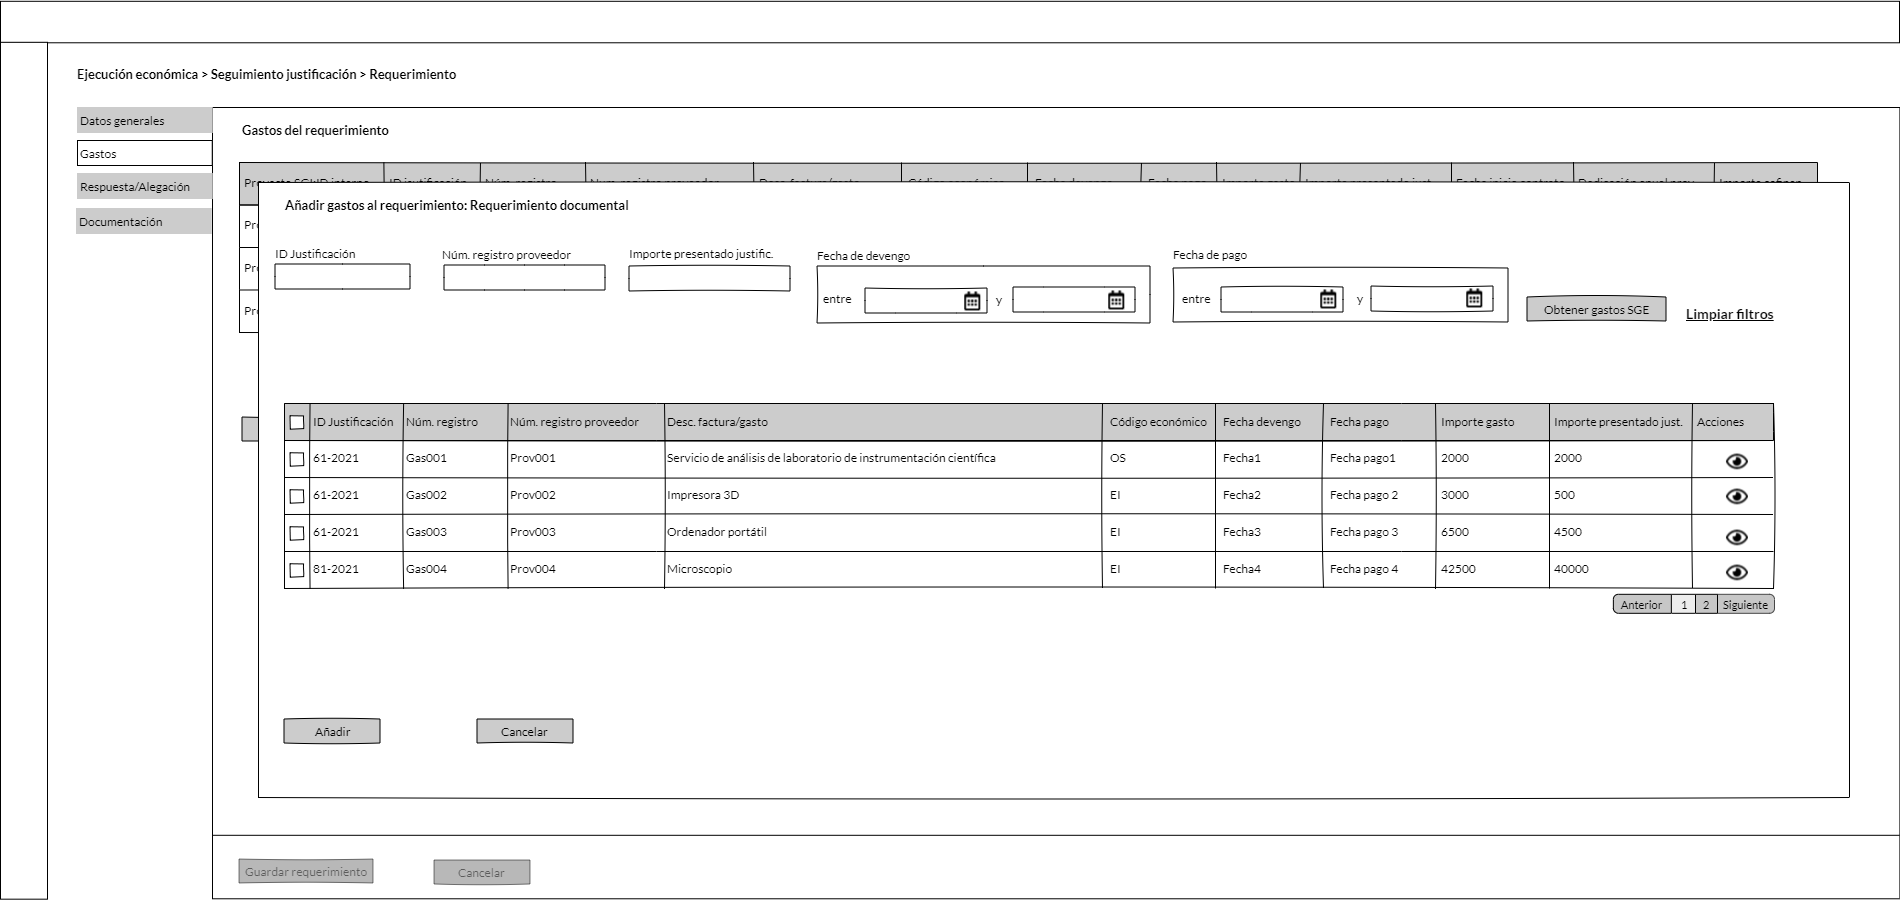 Ejecución económica > Seguimiento justificación > Requerimiento
Datos generales
Gastos
Respuesta/Alegación
Documentación
Gastos del requerimiento
Añadir gastos al requerimiento: Requerimiento documental
ID Justificación
Núm. registro proveedor
Importe presentado justific.
Fecha de devengo
entre y
Fecha de pago
entre y
Obtener gastos SGE
Limpiar filtros
ID Justificación Núm. registro Núm. registro proveedor Desc. factura/gasto Código económico Fecha devengo Fecha pago Importe gasto Importe presentado just. Acciones
61-2021 Gas001 Prov001 Servicio de análisis de laboratorio de instrumentación científica OS Fecha1 Fecha pago1 2000 2000
61-2021 Gas002 Prov002 Impresora 3D EI Fecha2 Fecha pago 2 3000 500
61-2021 Gas003 Prov003 Ordenador portátil EI Fecha3 Fecha pago 3 6500 4500
81-2021 Gas004 Prov004 Microscopio EI Fecha4 Fecha pago 4 42500 40000
Anterior 1 2 Siguiente
Añadir
Cancelar
Guardar requerimiento
Cancelar